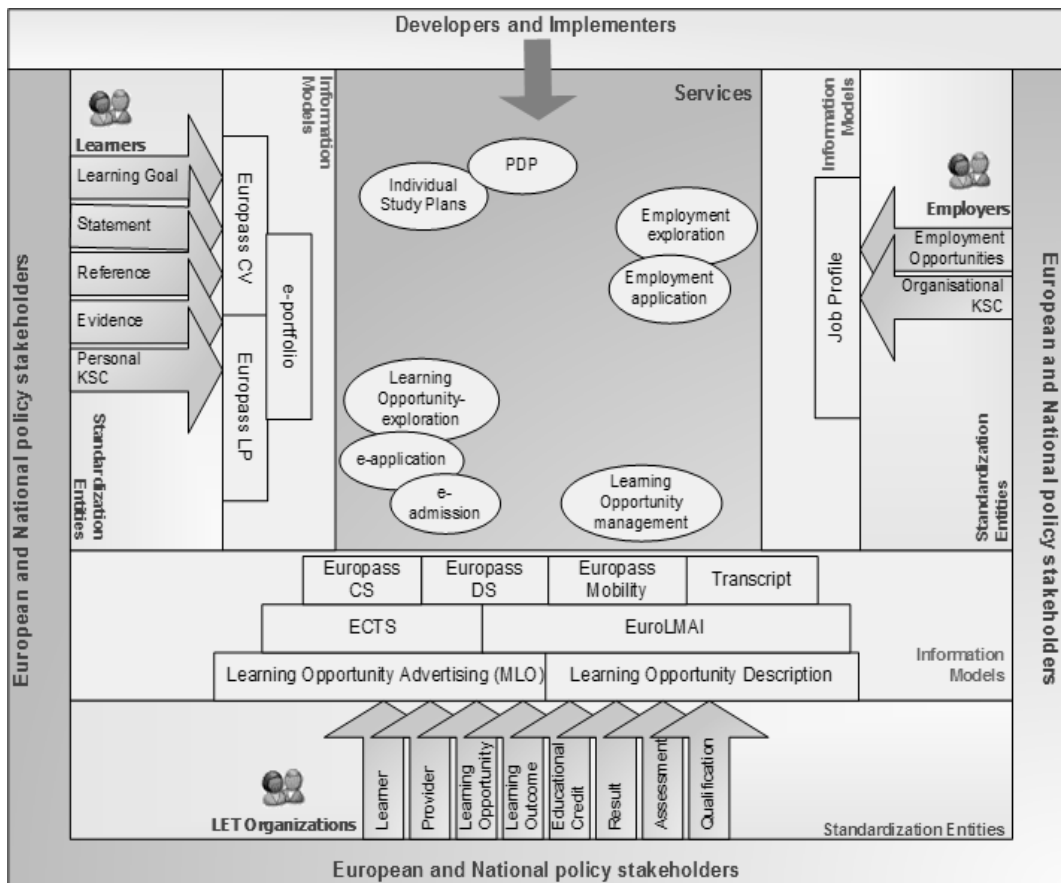 Developers and Implementers
European and National policy stakeholders
Learners
Learning Goal
Statement
Reference
Evidence
Personal
KSC
Standardization
Entities
Europass CV
Europass LP
e-portfolio
Information
Models
Services
PDP
Individual
Study Plans
Employment
exploration
Employment
application
Learning
Opportunity-
exploration
e-application
e-
admission
Learning
Opportunity
management
Information
Models
Job Profile
Employers
Employment
Opportunities
Organisational
KSC
Standardization
Entities
European and National policy stakeholders
Europass
CS
Europass
DS
Europass
Mobility
Transcript
ECTS
EuroLMAI
Learning Opportunity Advertising (MLO)
Learning Opportunity Description
Information
Models
LET Organizations
Learner
Provider
Learning
Opportunity
Learning
Outcome
Educational
Credit
Result
Assessment
Qualification
Standardization Entities
European and National policy stakeholders